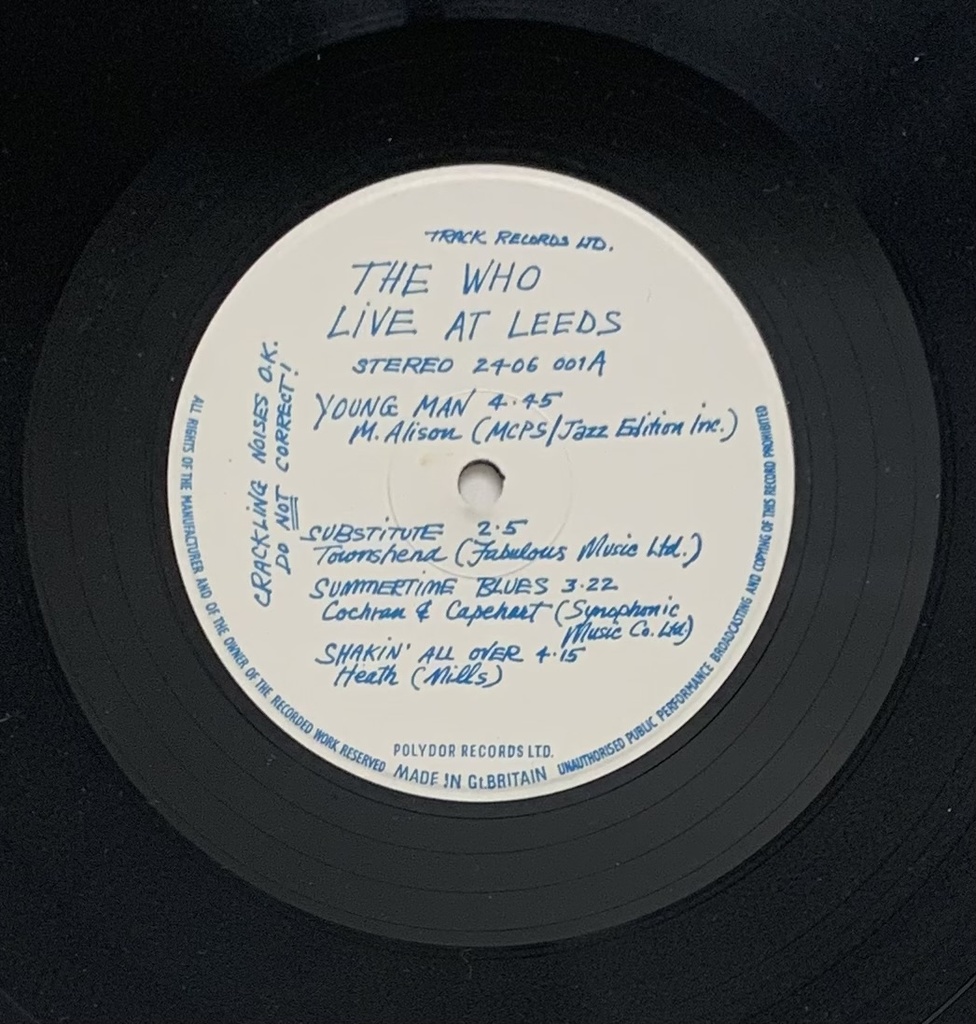 TRACK RECORDS LTD.
THE WHO
LIVE AT LEEDS
STEREO 2406 001A
YOUNG MAN 4.45
M. Alison (MCPS/Jazz Edition Inc.)
CRACKLING NOISES O.K.
DO NOT CORRECT!
SUBSTITUTE 2.5
Townshend (Fabulous Music Ltd.)
SUMMERTIME BLUES 3.22
Cochran & Capehart (Synophonic
Music Co. Ltd)
SHAKIN' ALL OVER 4.15
Heath (Mills)
POLYDOR RECORDS LTD.
ALL RIGHTS OF THE MANUFACTURER AND OF THE OWNER OF THE RECORDED WORK RESERVED
MADE IN Gt.BRITAIN
UNAUTHORISED PUBLIC PERFORMANCE BROADCASTING AND COPYING OF THIS RECORD PROHIBITED